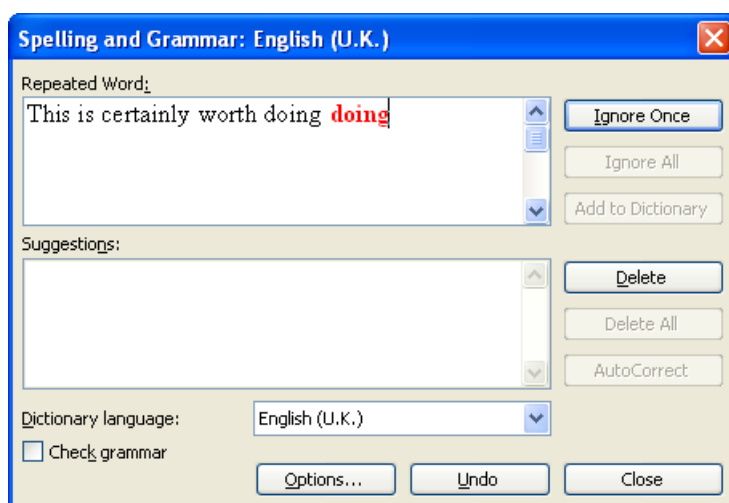 Spelling and Grammar: English (U.K.)
Repeated Word:
This is certainly worth doing doing
Ignore Once
Ignore All
Add to Dictionary
Suggestions:
Delete
Delete All
AutoCorrect
Dictionary language: English (U.K.)
Check grammar
Options... Undo Close